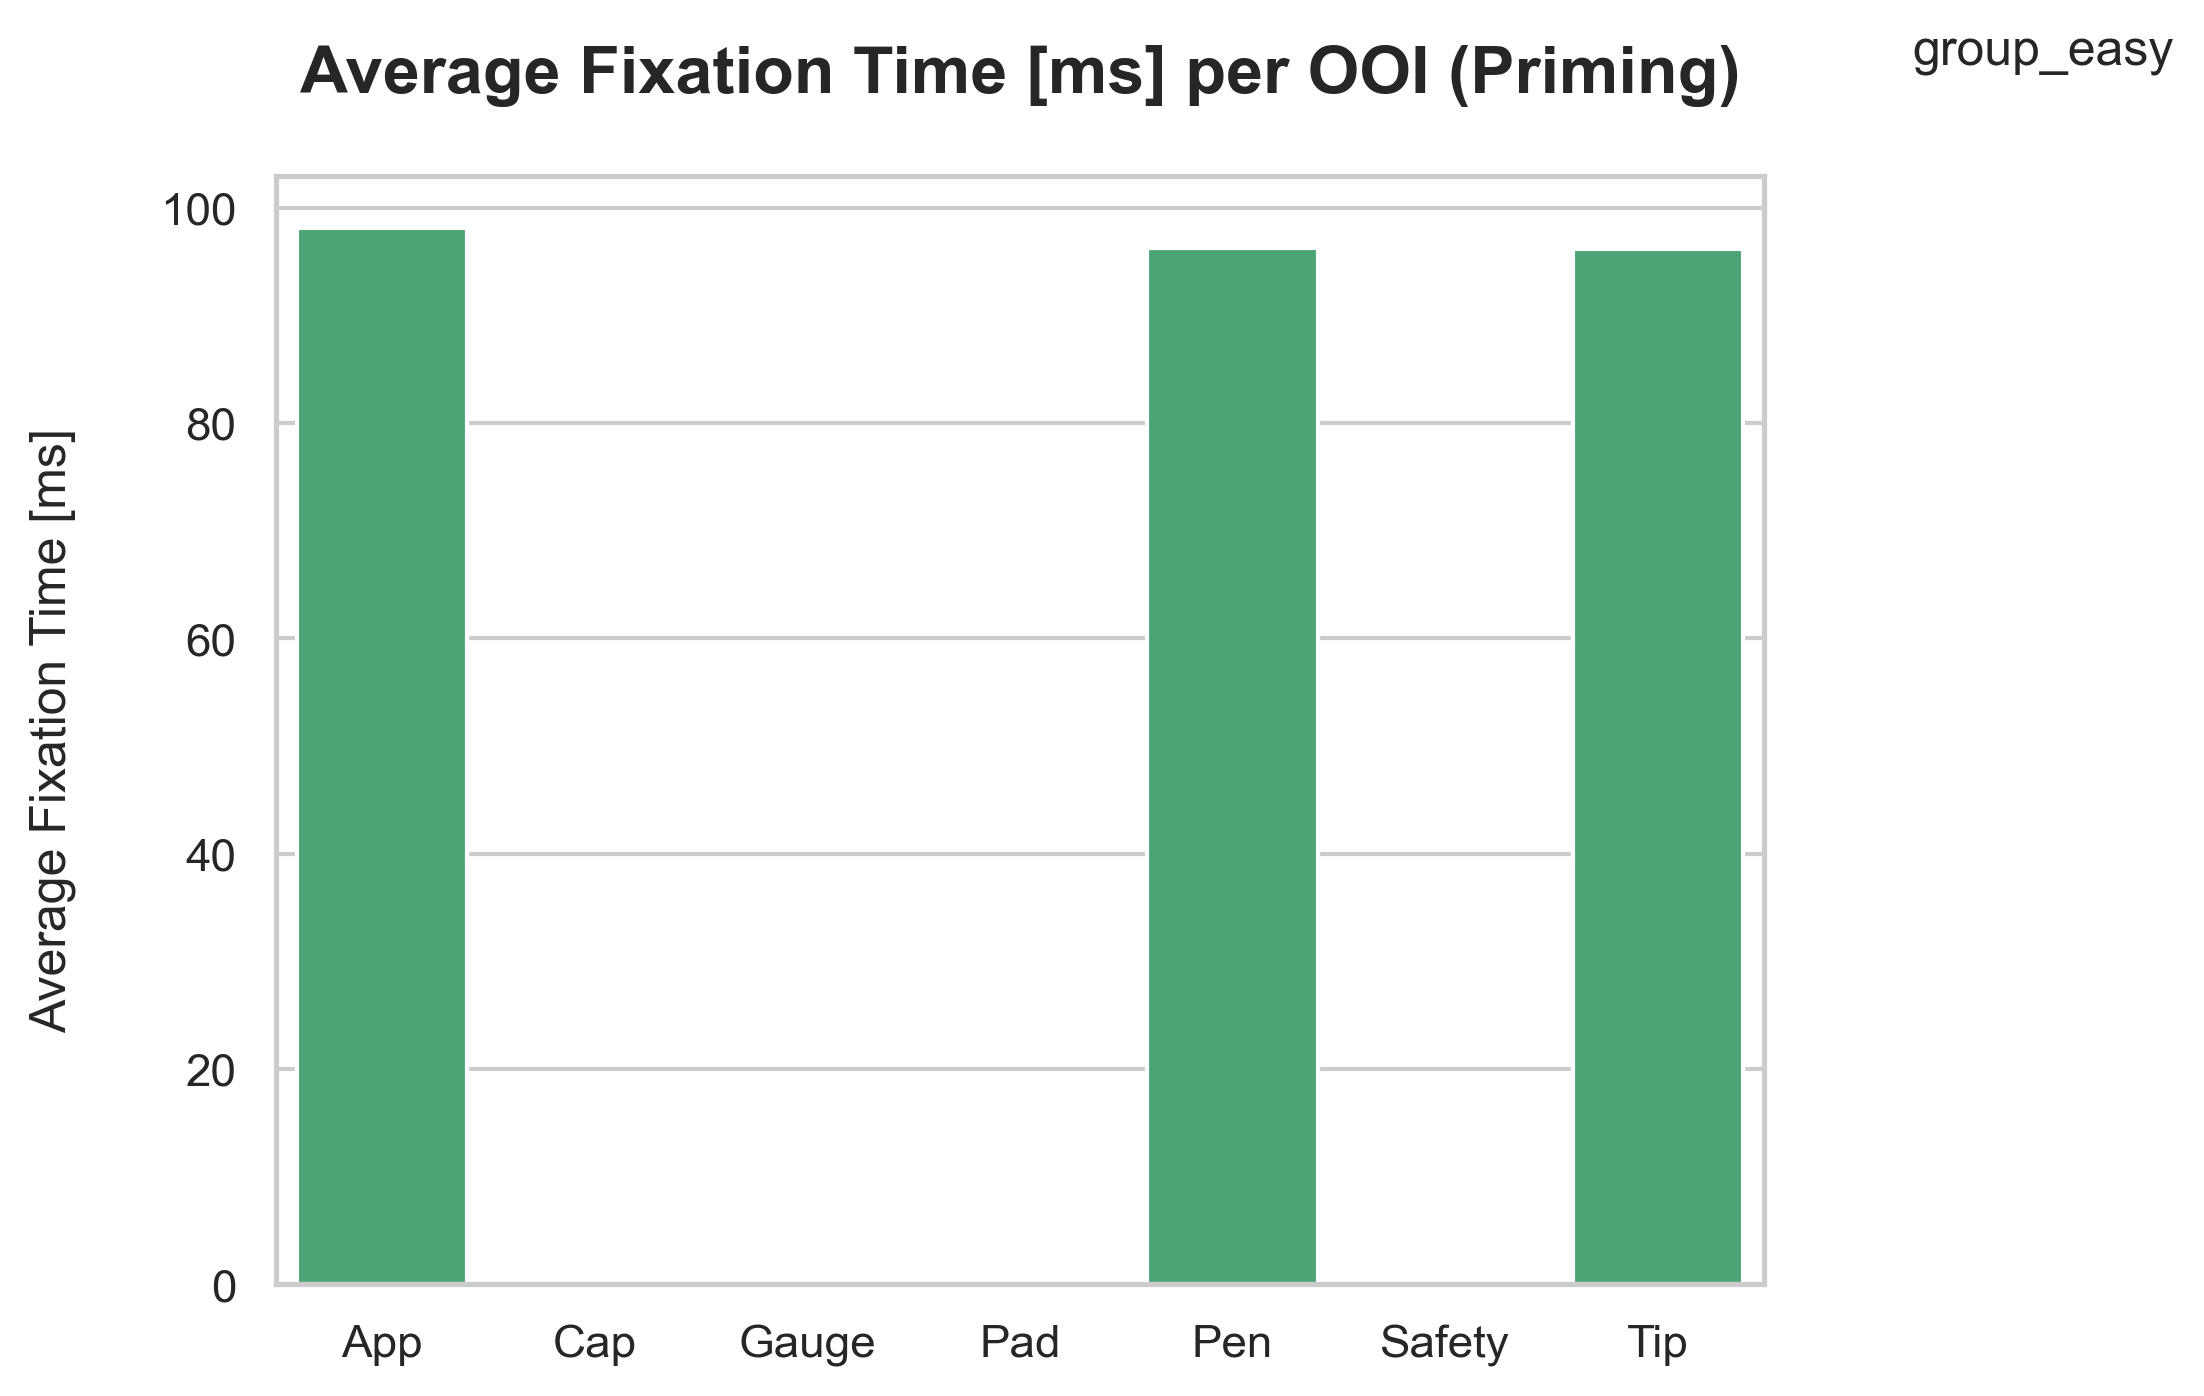 Average Fixation Time [ms] per OOI (Priming)
group_easy
Average Fixation Time [ms]
100
80
60
40
20
0
App Cap Gauge Pad Pen Safety Tip